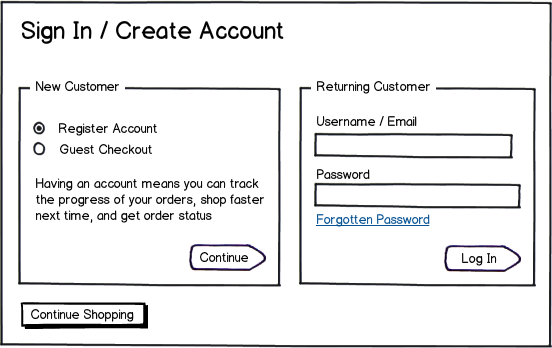 Sign In / Create Account
New Customer
Register Account
Guest Checkout
Having an account means you can track
the progress of your orders, shop faster
next time, and get order status
Continue
Returning Customer
Username / Email
Password
Forgotten Password
Log In
Continue Shopping